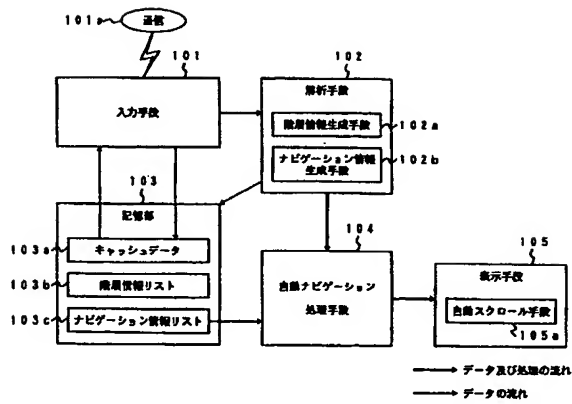 101a
通信
101
入力手段
102
解析手段
階層情報生成手段
102a
ナビゲーション情報
生成手段
102b
103
記憶部
103a
キャッシュデータ
103b
階層情報リスト
103c
ナビゲーション情報リスト
104
自動ナビゲーション
処理手段
105
表示手段
自動スクロール手段
105a
データ及び処理の流れ
データの流れ